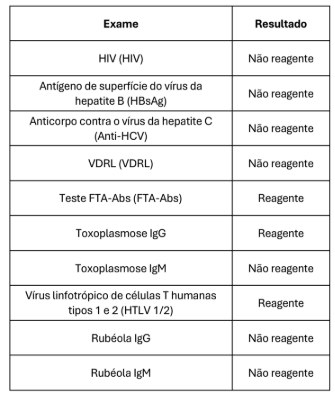 Exame Resultado
HIV (HIV) Não reagente
Antígeno de superfície do vírus da
hepatite B (HBsAg) Não reagente
Anticorpo contra o vírus da hepatite C
(Anti-HCV) Não reagente
VDRL (VDRL) Não reagente
Teste FTA-Abs (FTA-Abs) Reagente
Toxoplasmose IgG Reagente
Toxoplasmose IgM Não reagente
Vírus linfotrópico de células T humanas
tipos 1 e 2 (HTLV 1/2) Reagente
Rubéola IgG Não reagente
Rubéola IgM Não reagente